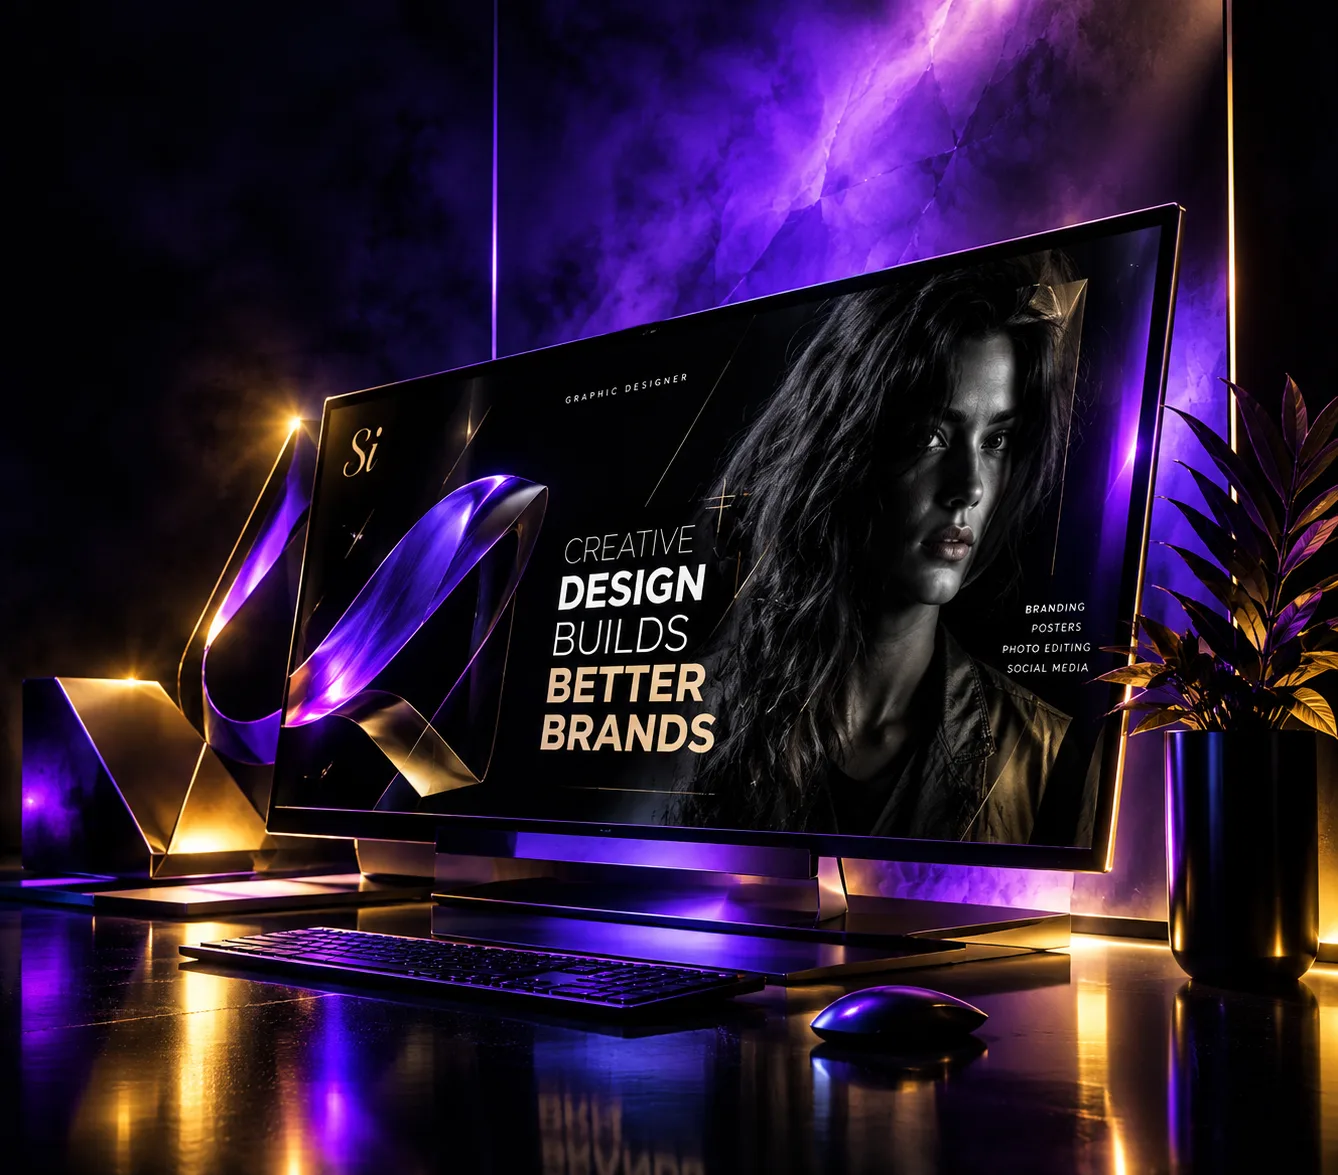 Si
GRAPHIC DESIGNER
CREATIVE
DESIGN
BUILDS
BETTER
BRANDS
BRANDING
POSTERS
PHOTO EDITING
SOCIAL MEDIA